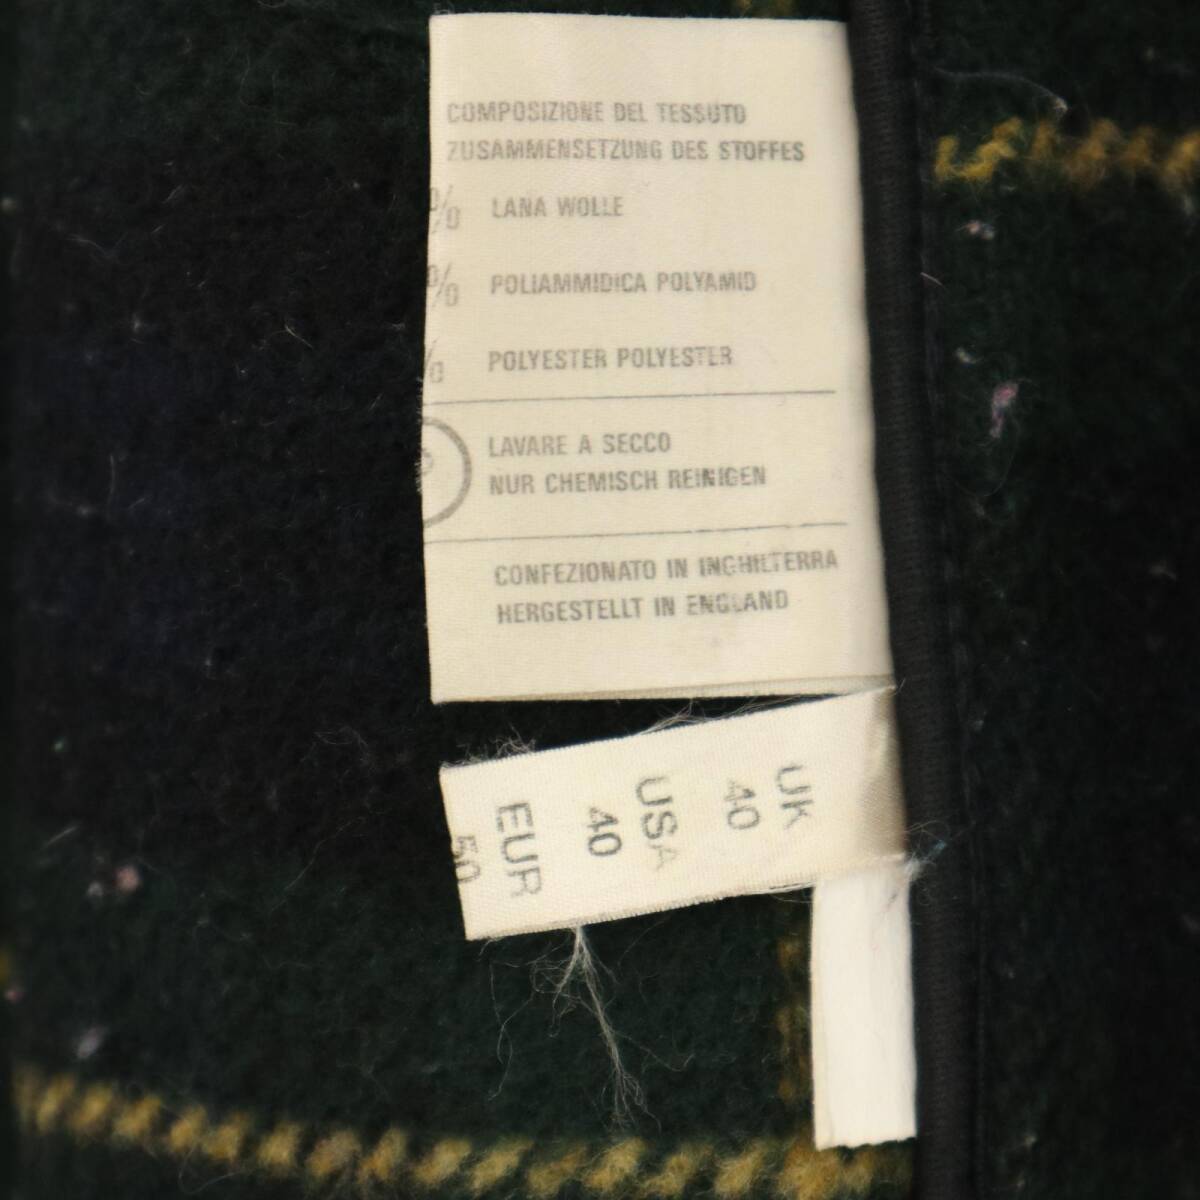 COMPOSIZIONE DEL TESSUTO
ZUSAMMENSETZUNG DES STOFFES
% LANA WOLLE
% POLIAMMIDICA POLYAMID
% POLYESTER POLYESTER
LAVARE A SECCO
NUR CHEMISCH REINIGEN
CONFEZIONATO IN INGHILTERRA
HERGESTELLT IN ENGLAND
UK
40
USA
40
EUR
50